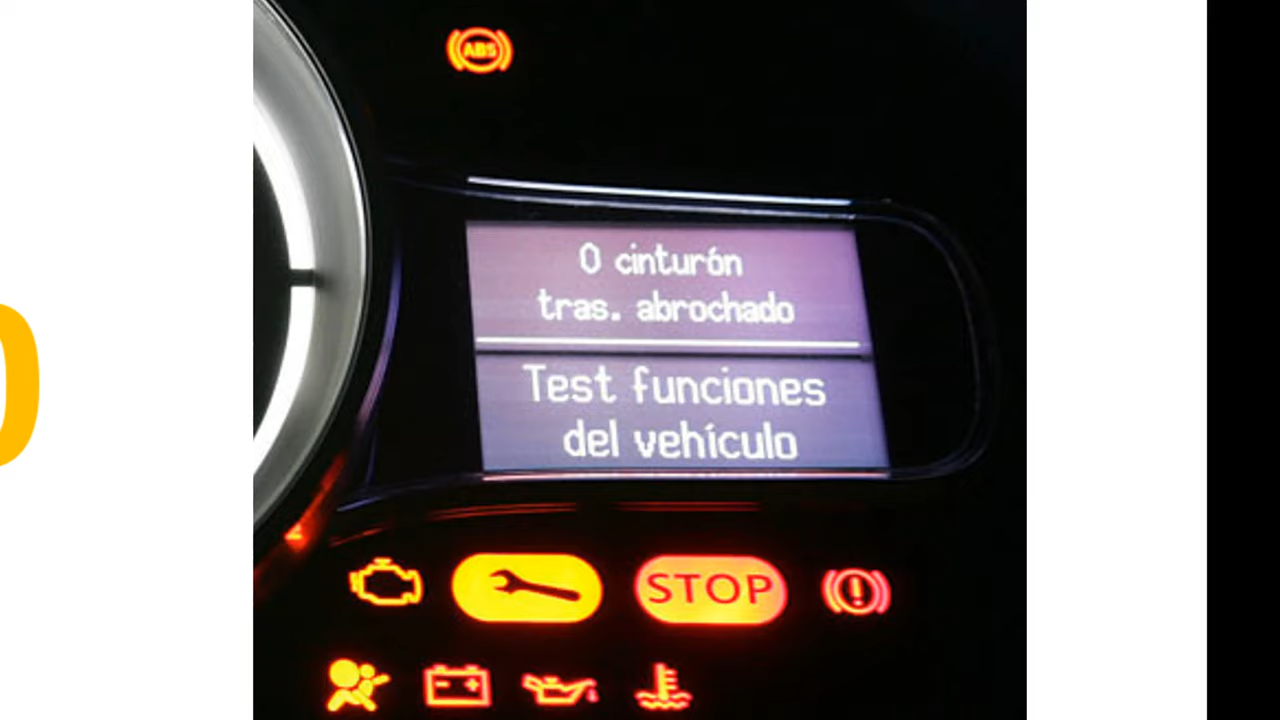 ABS
0 cinturón
tras. abrochado
Test funciones
del vehículo
STOP